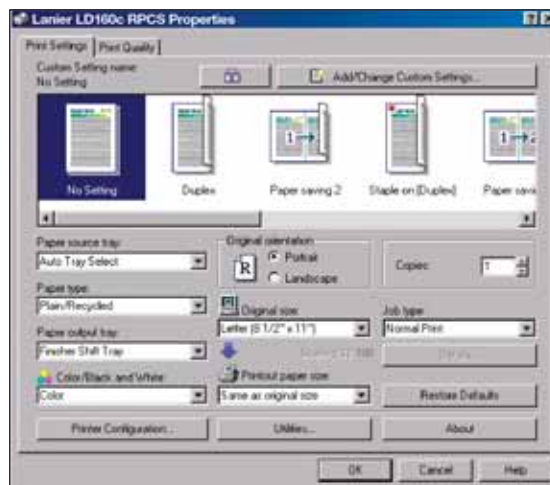 Lanier LD160c RPCS Properties
Print Settings
Print Quality
Custom Setting name:
No Setting
Add/Change Custom Settings...
No Setting
Duplex
Paper saving 2
Staple on (Duplex)
Paper savi
Paper source tray:
Auto Tray Select
Original orientation
R
Portrait
Landscape
Copies:
1
Paper type:
Plain/Recycled
Original size:
Letter (8 1/2" x 11")
Job type:
Normal Print
Paper output tray:
Finisher Shift Tray
Color/Black and White:
Color
Printout paper size:
Same as original size
Restore Defaults
Printer Configuration...
Utilities...
About
OK
Cancel
Help